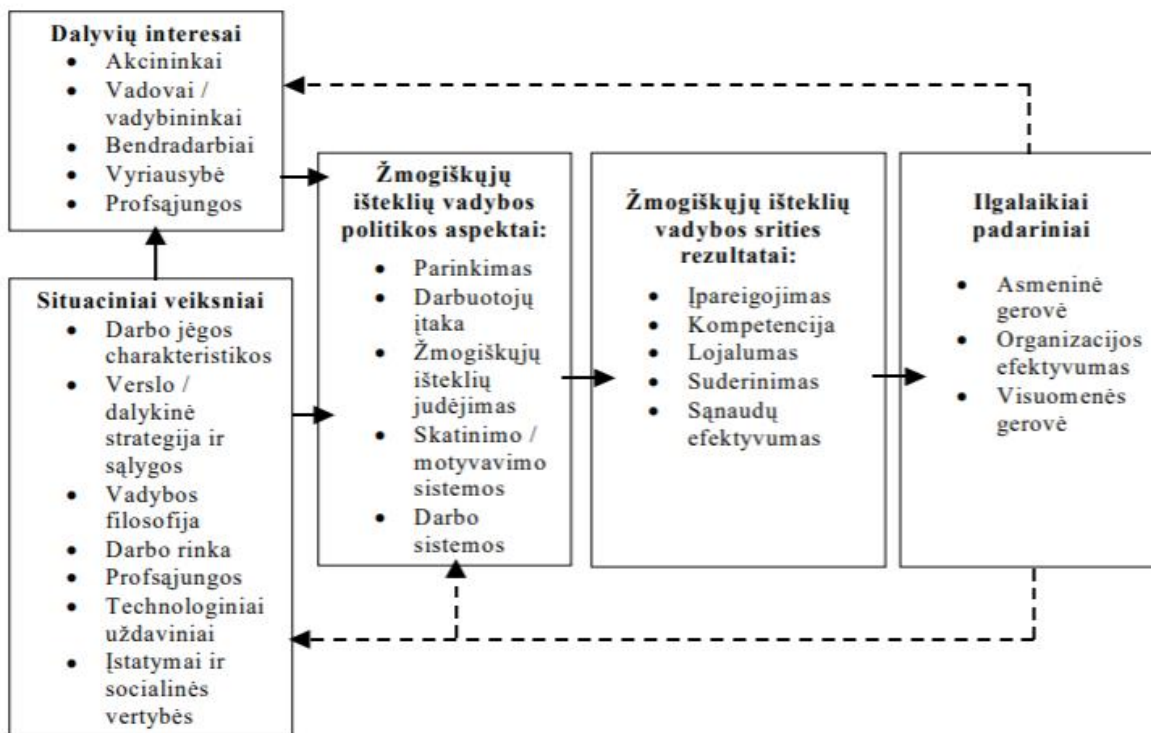 Dalyvių interesai
• Akcininkai
• Vadovai /
vadybininkai
• Bendradarbiai
• Vyriausybė
• Profsąjungos
Situaciniai veiksniai
• Darbo jėgos
charakteristikos
• Verslo /
dalykinė
strategija ir
sąlygos
• Vadybos
filosofija
• Darbo rinka
• Profsąjungos
• Technologiniai
uždaviniai
• Įstatymai ir
socialinės
vertybės
Žmogiškųjų
išteklių vadybos
politikos aspektai:
• Parinkimas
• Darbuotojų
įtaka
• Žmogiškųjų
išteklių
judėjimas
• Skatinimo /
motyvavimo
sistemos
• Darbo
sistemos
Žmogiškųjų išteklių
vadybos srities
rezultatai:
• Įpareigojimas
• Kompetencija
• Lojalumas
• Suderinimas
• Sąnaudų
efektyvumas
Ilgalaikiai
padariniai
• Asmeninė
gerovė
• Organizacijos
efektyvumas
• Visuomenės
gerovė